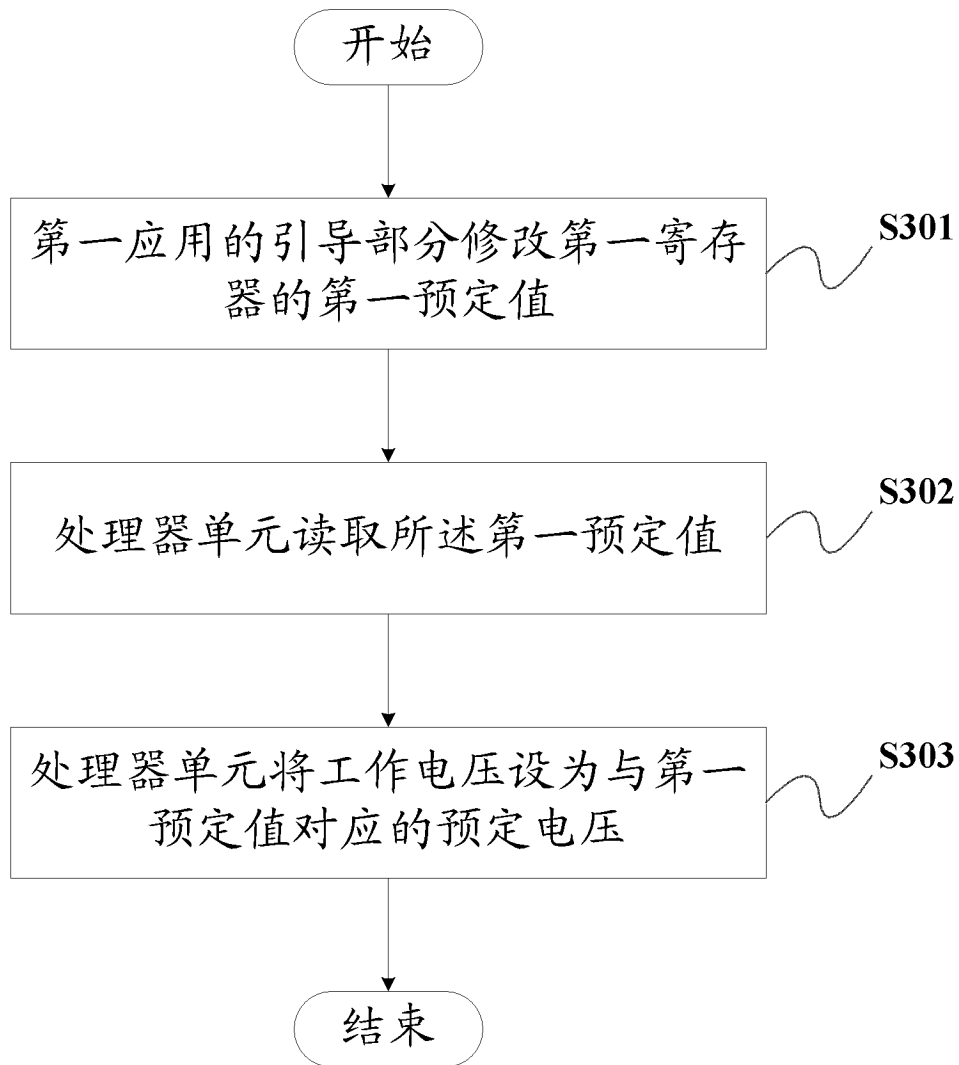 开始
第一应用的引导部分修改第一寄存
器的第一预定值
S301
处理器单元读取所述第一预定值
S302
处理器单元将工作电压设为与第一
预定值对应的预定电压
S303
结束